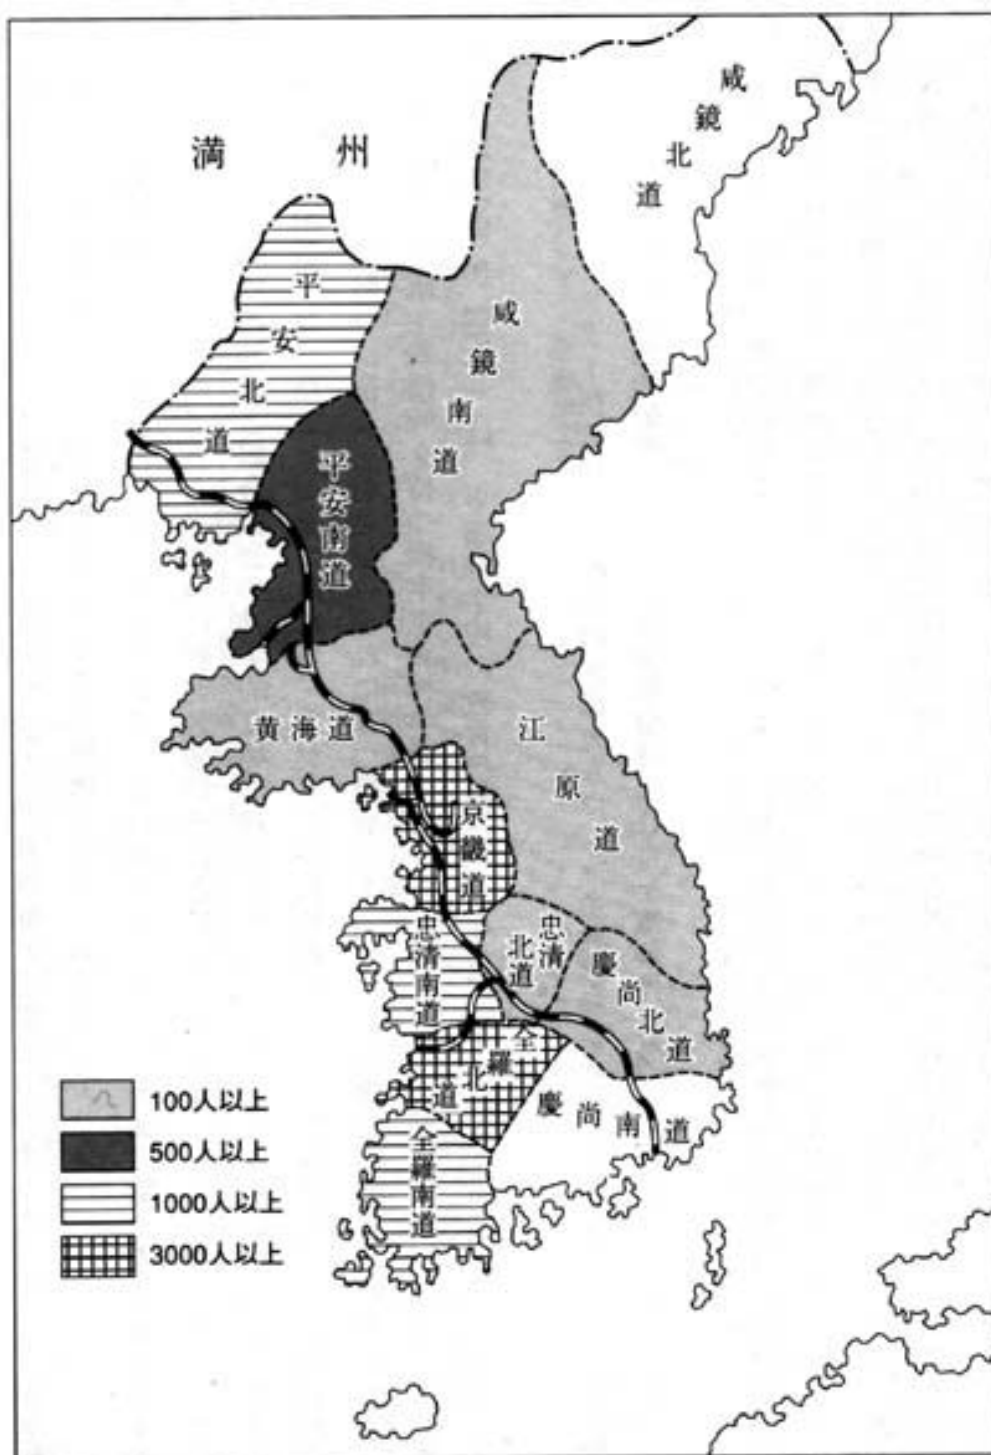 満州
咸鏡北道
平安北道
咸鏡南道
平安南道
黄海道
江原道
京畿道
忠清南道
忠清北道
慶尚北道
全羅北道
慶尚南道
全羅南道
100人以上
500人以上
1000人以上
3000人以上